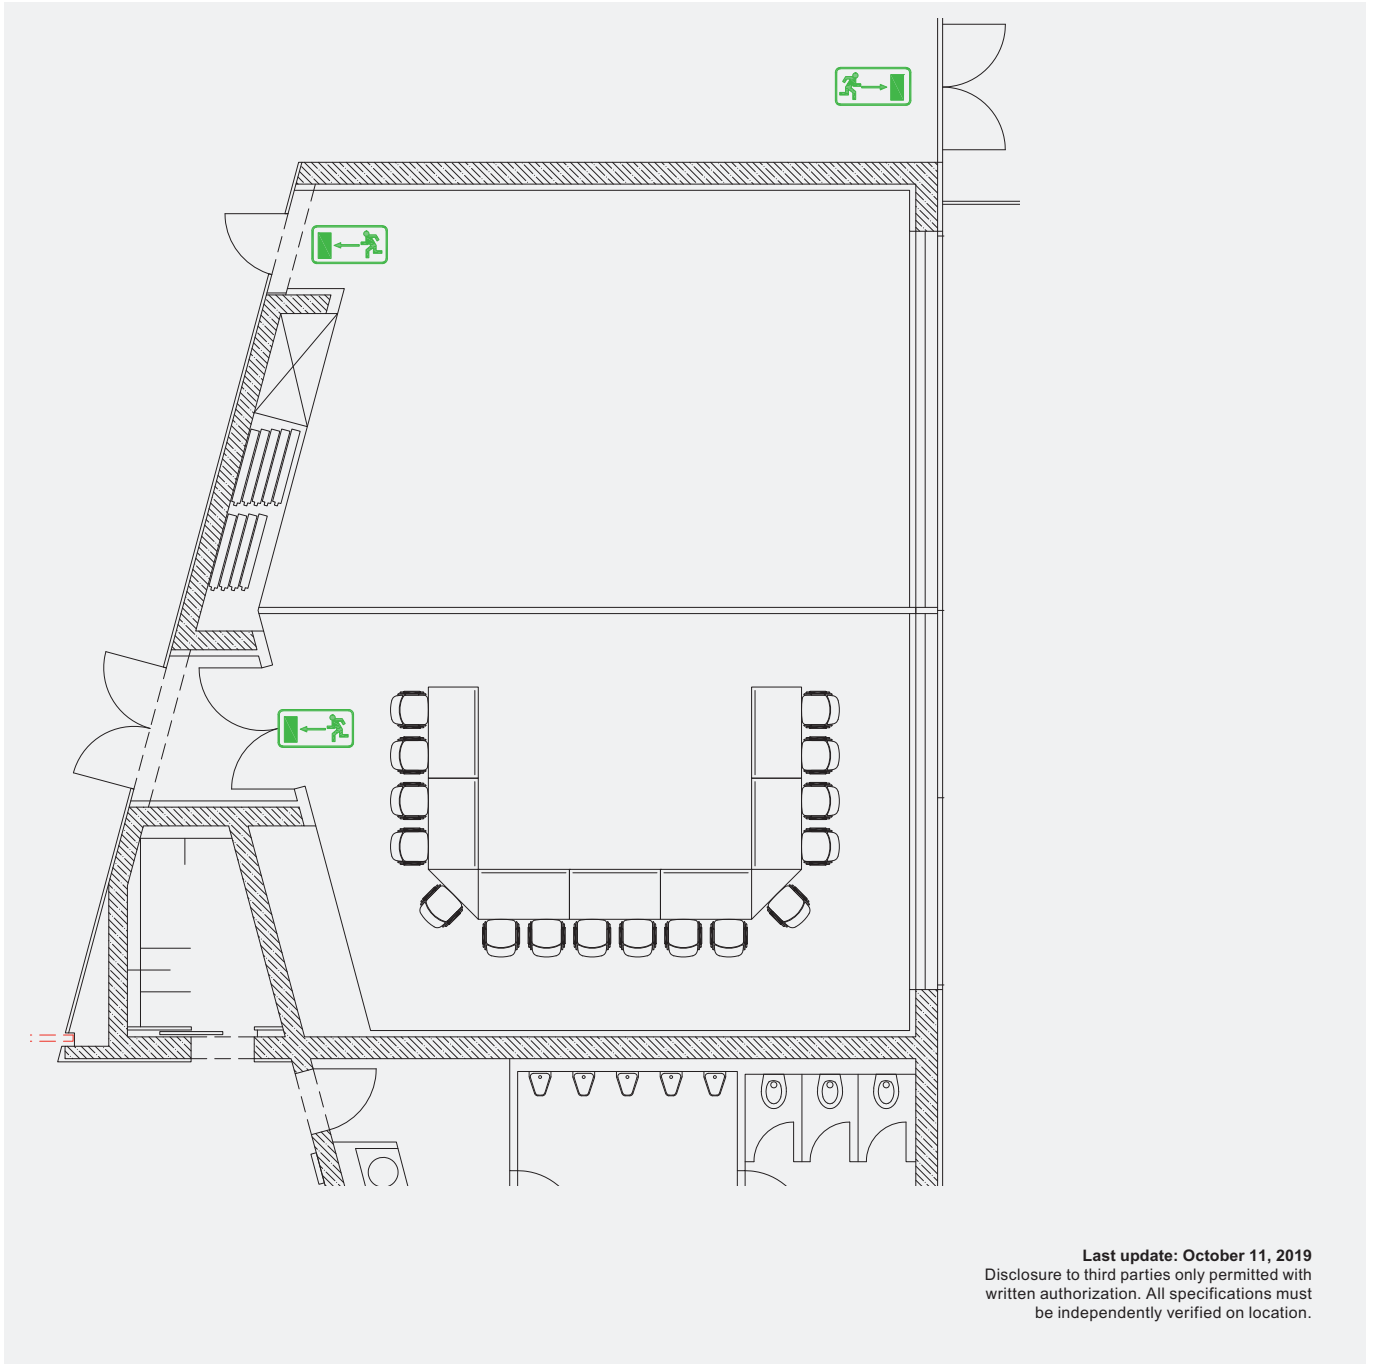 Last update: October 11, 2019
Disclosure to third parties only permitted with
written authorization. All specifications must
be independently verified on location.